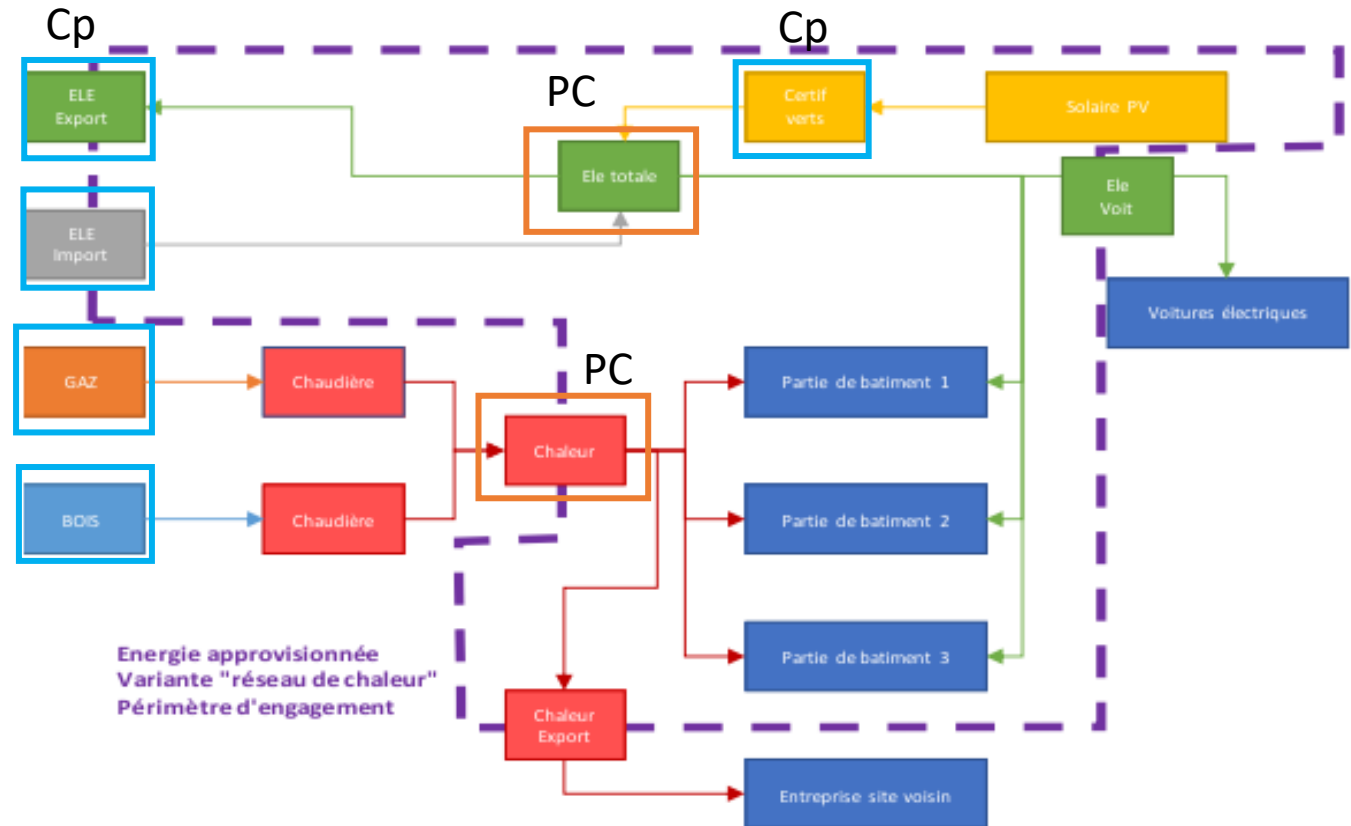 Cp
Cp
ELE
Export
PC
Certif
verts
Solaire PV
Ele totale
Ele
Voit
ELE
Import
Voitures électriques
GAZ
Chaudière
PC
Partie de batiment 1
Chaleur
BOIS
Chaudière
Partie de batiment 2
Energie approvisionnée
Variante "réseau de chaleur"
Périmètre d'engagement
Partie de batiment 3
Chaleur
Export
Entreprise site voisin